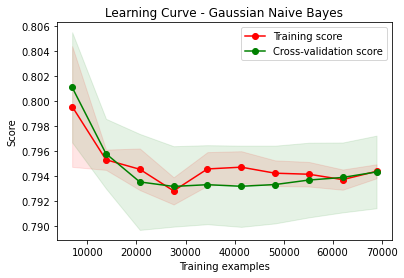 Learning Curve - Gaussian Naive Bayes
Training score
Cross-validation score
Score
0.806
0.804
0.802
0.800
0.798
0.796
0.794
0.792
0.790
10000 20000 30000 40000 50000 60000 70000
Training examples